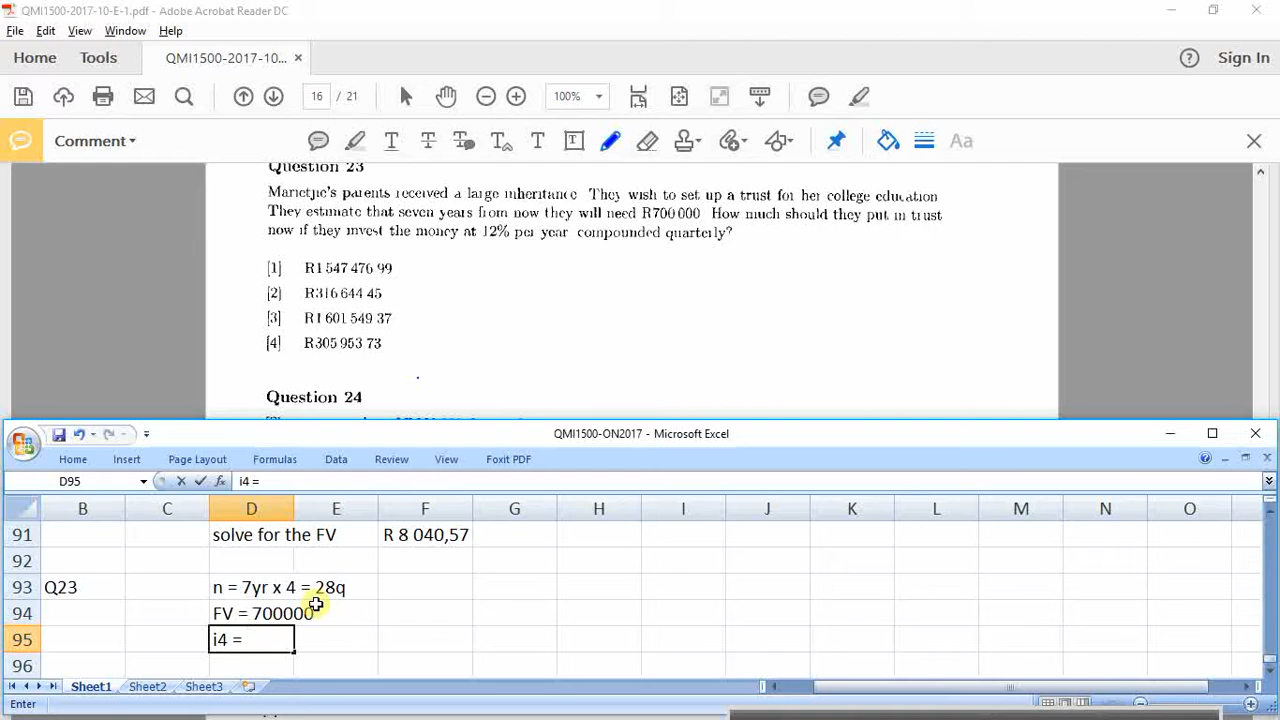 QMI1500-2017-10-E-1.pdf - Adobe Acrobat Reader DC
File Edit View Window Help
Home Tools QMI1500-2017-10... × Sign In
16 / 21 100%
Comment
Question 23
Marietjie's parents received a large inheritance They wish to set up a trust for her college education
They estimate that seven years from now they will need R700 000 How much should they put in trust
now if they invest the money at 12% per year compounded quarterly?
[1] R1 547 476 99
[2] R316 644 45
[3] R1 601 549 37
[4] R305 953 73
Question 24
QMI1500-ON2017 - Microsoft Excel
Home Insert Page Layout Formulas Data Review View Foxit PDF
D95 fx i4 =
B C D E F G H I J K L M N O
91 solve for the FV R 8 040,57
92
93 Q23 n = 7yr x 4 = 28q
94 FV = 700000
95 i4 =
96
Sheet1 Sheet2 Sheet3
Enter